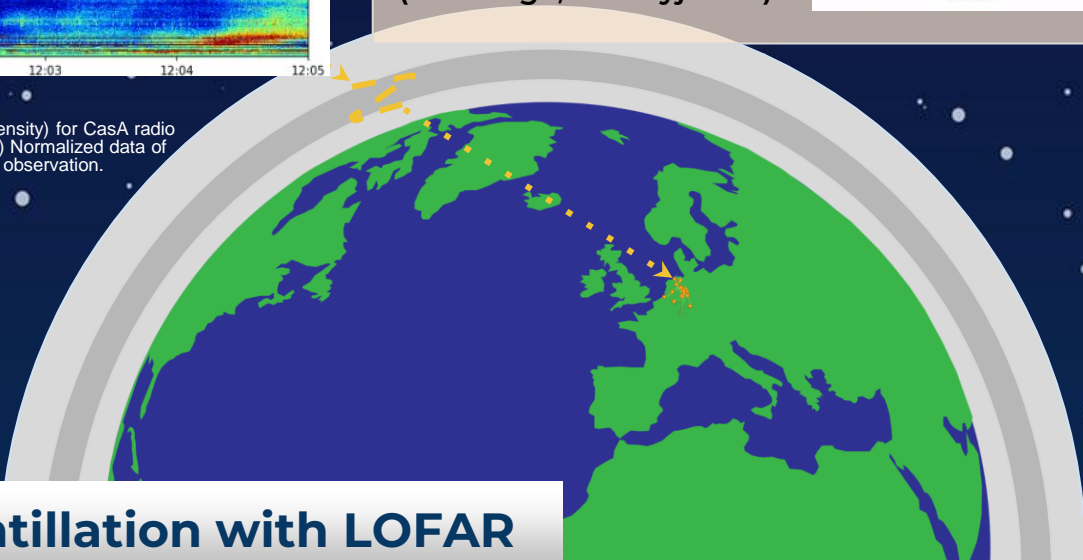 12:03 12:04 12:05
ensity) for CasA radio
) Normalized data of
observation.
ntillation with LOFAR